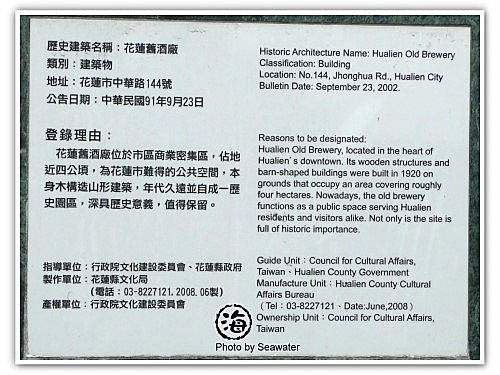 歷史建築名稱：花蓮舊酒廠
類別：建築物
地址：花蓮市中華路144號
公告日期：中華民國91年9月23日
登錄理由：
花蓮舊酒廠位於市區商業密集區，佔地
近四公頃，為花蓮市難得的公共空間，本
身木構造山形建築，年代久遠並自成一歷
史園區，深具歷史意義，值得保留。
指導單位：行政院文化建設委員會、花蓮縣政府
製作單位：花蓮縣文化局
(電話：03-8227121, 2008. 06製)
產權單位：行政院文化建設委員會
Historic Architecture Name: Hualien Old Brewery
Classification: Building
Location: No.144, Jhonghua Rd., Hualien City
Bulletin Date: September 23, 2002.
Reasons to be designated:
Hualien Old Brewery, located in the heart of
Hualien's downtown. Its wooden structures and
barn-shaped buildings were built in 1920 on
grounds that occupy an area covering roughly
four hectares. Nowadays, the old brewery
functions as a public space serving Hualien
residents and visitors alike. Not only is the site
full of historic importance.
Guide Unit：Council for Cultural Affairs,
Taiwan、Hualien County Government
Manufacture Unit：Hualien County Cultural
Affairs Bureau
（Tel：03-8227121、Date:June,2008）
Ownership Unit：Council for Cultural Affairs,
Taiwan
海
Photo by Seawater